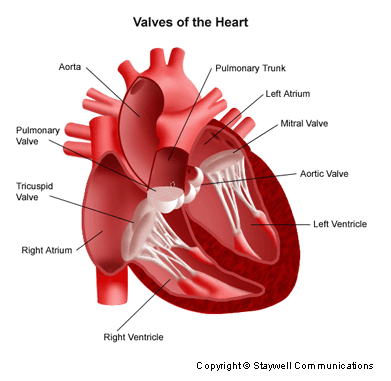 Valves of the Heart
Aorta
Pulmonary Trunk
Left Atrium
Pulmonary
Valve
Mitral Valve
Tricuspid
Valve
Aortic Valve
Left Ventricle
Right Atrium
Right Ventricle
Copyright © Staywell Communications